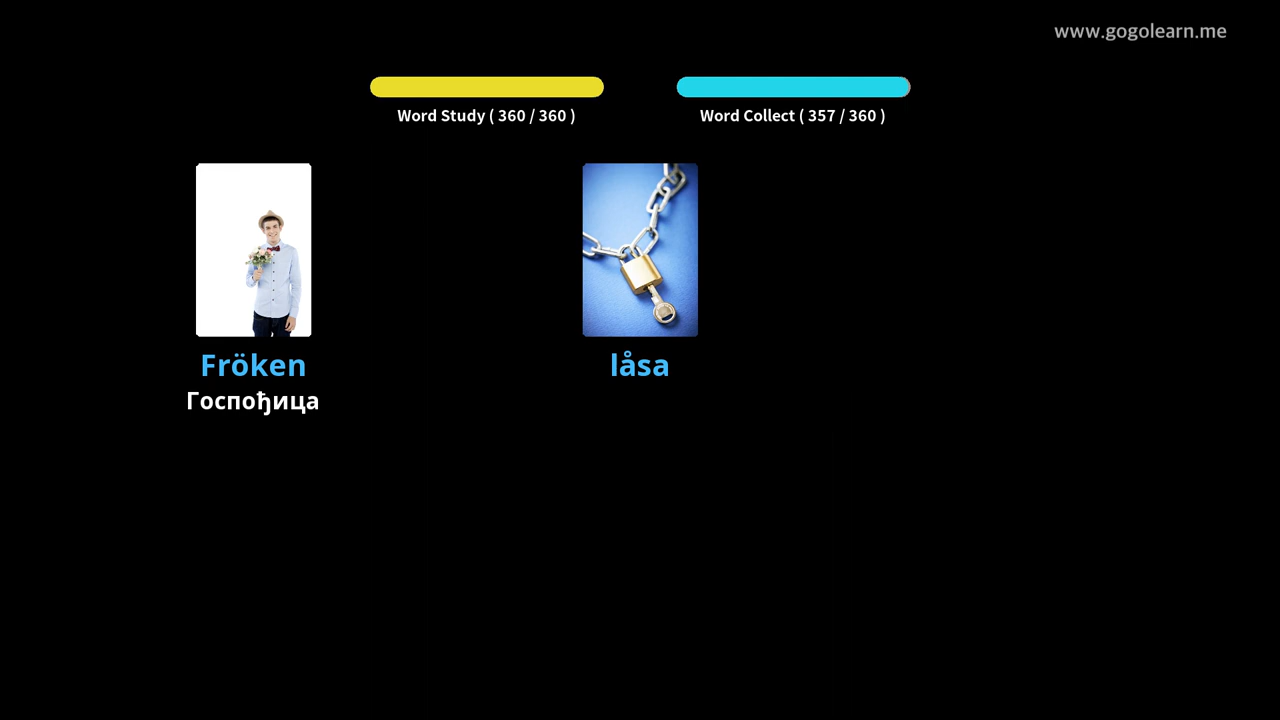 www.gogolearn.me
Word Study ( 360 / 360 )
Word Collect ( 357 / 360 )
Fröken
Госпођица
låsa